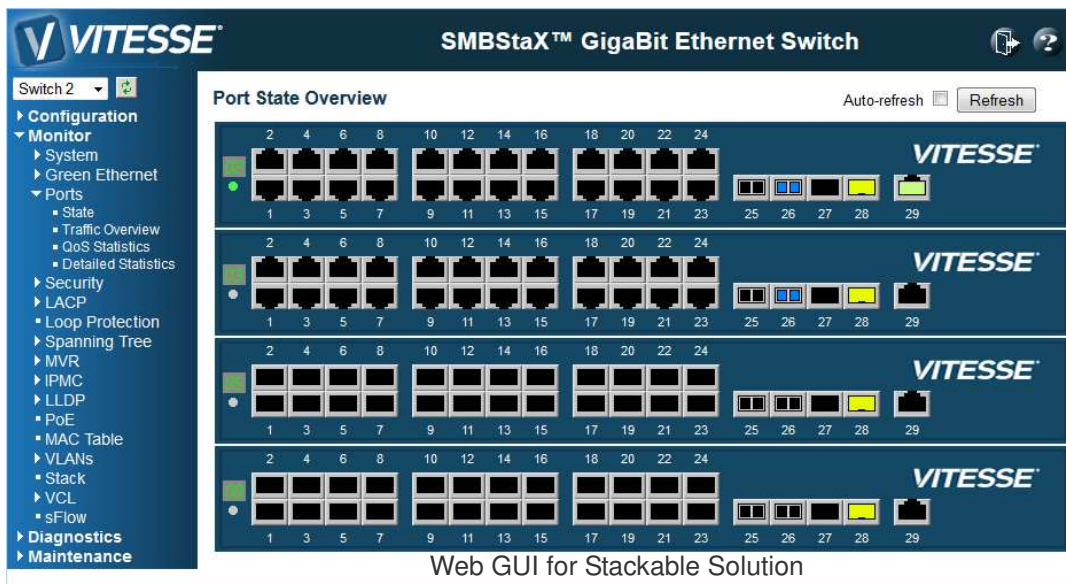 VITESSE
SMBStaX™ GigaBit Ethernet Switch
Switch 2
Configuration
Monitor
System
Green Ethernet
Ports
State
Traffic Overview
QoS Statistics
Detailed Statistics
Security
LACP
Loop Protection
Spanning Tree
MVR
IPMC
LLDP
PoE
MAC Table
VLANs
Stack
VCL
sFlow
Diagnostics
Maintenance
Port State Overview
Auto-refresh Refresh
2 4 6 8 10 12 14 16 18 20 22 24
VITESSE
1 3 5 7 9 11 13 15 17 19 21 23 25 26 27 28 29
2 4 6 8 10 12 14 16 18 20 22 24
VITESSE
1 3 5 7 9 11 13 15 17 19 21 23 25 26 27 28 29
2 4 6 8 10 12 14 16 18 20 22 24
VITESSE
1 3 5 7 9 11 13 15 17 19 21 23 25 26 27 28 29
2 4 6 8 10 12 14 16 18 20 22 24
VITESSE
1 3 5 7 9 11 13 15 17 19 21 23 25 26 27 28 29
Web GUI for Stackable Solution